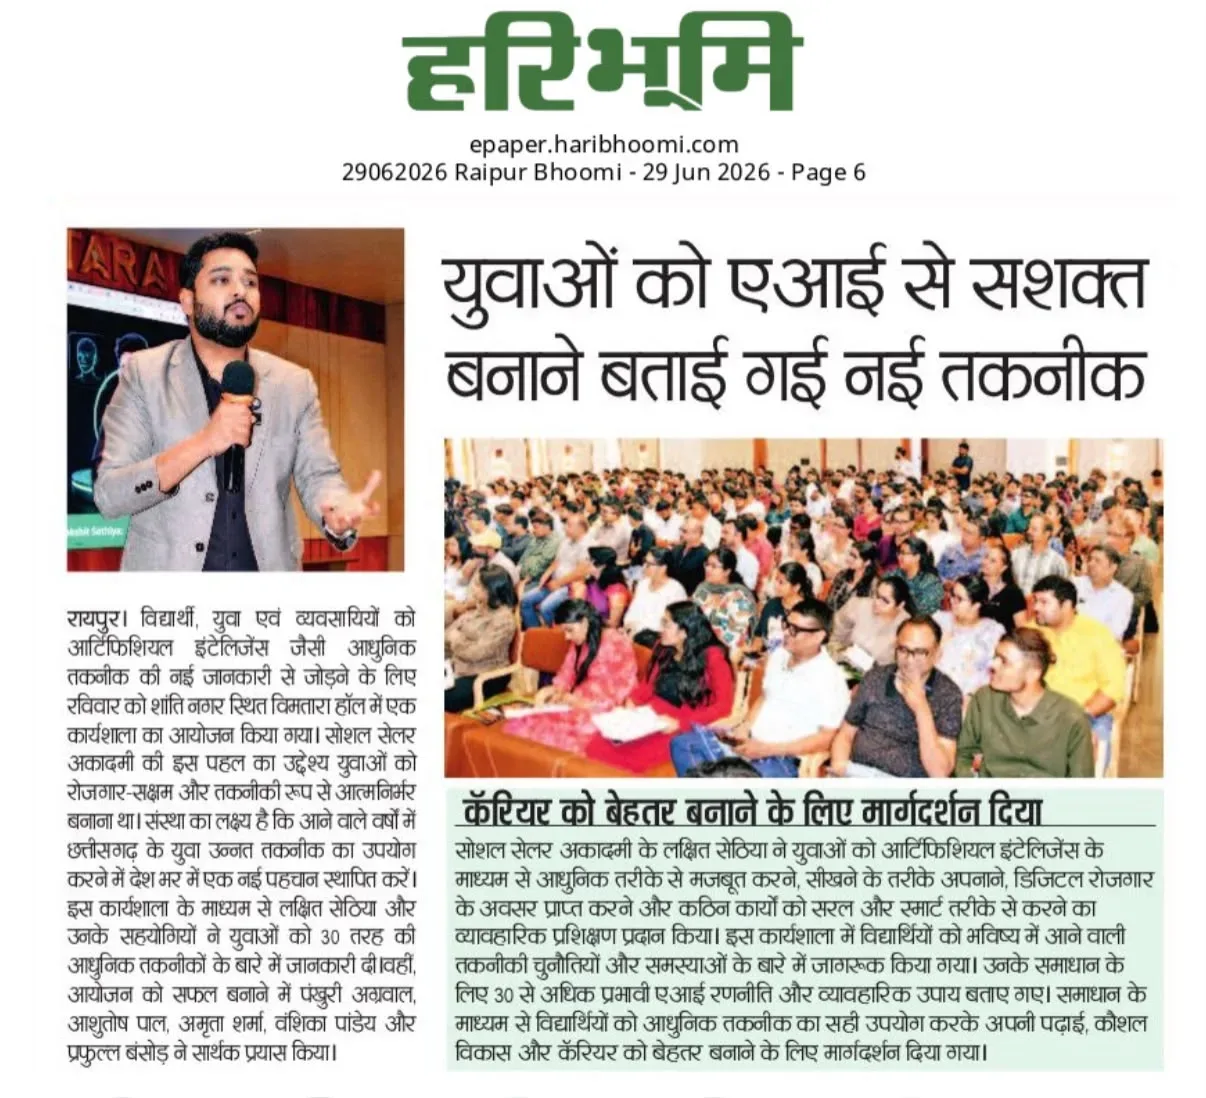 हरिभूमि
epaper.haribhoomi.com
29062026 Raipur Bhoomi - 29 Jun 2026 - Page 6
TARA
kshit Sethiya:
युवाओं को एआई से सशक्त
बनाने बताई गई नई तकनीक
रायपुर। विद्यार्थी, युवा एवं व्यवसायियों को
आर्टिफिशियल इंटेलिजेंस जैसी आधुनिक
तकनीक की नई जानकारी से जोड़ने के लिए
रविवार को शांति नगर स्थित विमतारा हॉल में एक
कार्यशाला का आयोजन किया गया। सोशल सेलर
अकादमी की इस पहल का उद्देश्य युवाओं को
रोजगार-सक्षम और तकनीकी रूप से आत्मनिर्भर
बनाना था। संस्था का लक्ष्य है कि आने वाले वर्षों में
छत्तीसगढ़ के युवा उन्नत तकनीक का उपयोग
करने में देश भर में एक नई पहचान स्थापित करें।
इस कार्यशाला के माध्यम से लक्षित सेठिया और
उनके सहयोगियों ने युवाओं को 30 तरह की
आधुनिक तकनीकों के बारे में जानकारी दी।वहीं,
आयोजन को सफल बनाने में पंखुरी अग्रवाल,
आशुतोष पाल, अमृता शर्मा, वंशिका पांडेय और
प्रफुल्ल बंसोड़ ने सार्थक प्रयास किया।
कॅरियर को बेहतर बनाने के लिए मार्गदर्शन दिया
सोशल सेलर अकादमी के लक्षित सेठिया ने युवाओं को आर्टिफिशियल इंटेलिजेंस के
माध्यम से आधुनिक तरीके से मजबूत करने, सीखने के तरीके अपनाने, डिजिटल रोजगार
के अवसर प्राप्त करने और कठिन कार्यों को सरल और स्मार्ट तरीके से करने का
व्यावहारिक प्रशिक्षण प्रदान किया। इस कार्यशाला में विद्यार्थियों को भविष्य में आने वाली
तकनीकी चुनौतियों और समस्याओं के बारे में जागरूक किया गया। उनके समाधान के
लिए 30 से अधिक प्रभावी एआई रणनीति और व्यावहारिक उपाय बताए गए। समाधान के
माध्यम से विद्यार्थियों को आधुनिक तकनीक का सही उपयोग करके अपनी पढ़ाई, कौशल
विकास और कॅरियर को बेहतर बनाने के लिए मार्गदर्शन दिया गया।